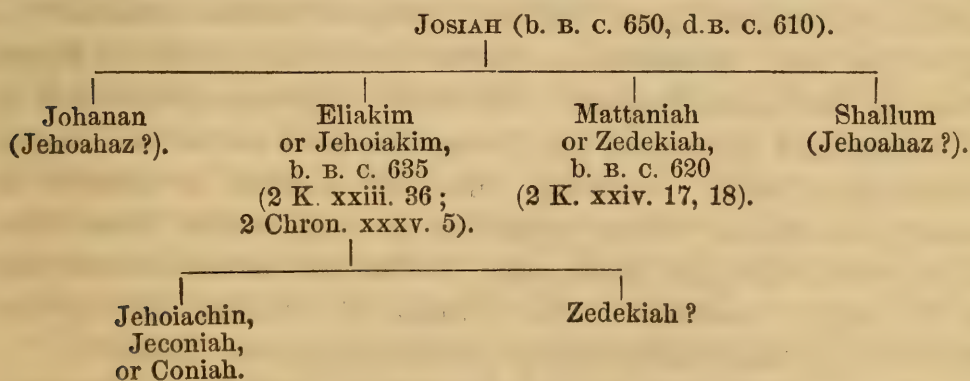 JOSIAH (b. B. C. 650, d. B. C. 610).
Johanan
(Jehoahaz ?).
Eliakim
or Jehoiakim,
b. B. C. 635
(2 K. xxiii. 36 ;
2 Chron. xxxv. 5).
Mattaniah
or Zedekiah,
b. B. C. 620
(2 K. xxiv. 17, 18).
Shallum
(Jehoahaz ?).
Jehoiachin,
Jeconiah,
or Coniah.
Zedekiah ?